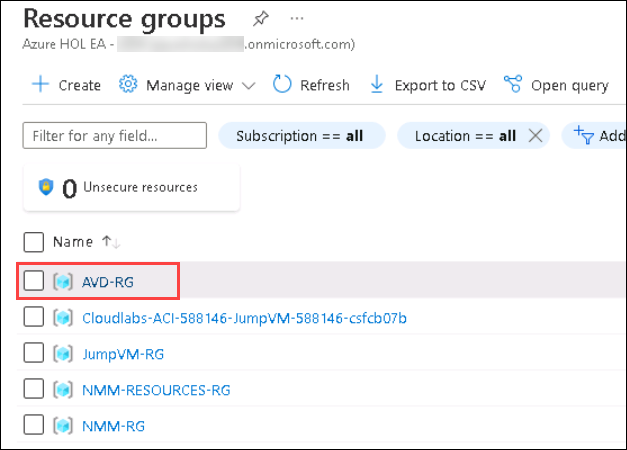 Resource groups
Azure HOL EA - .onmicrosoft.com)
Create Manage view Refresh Export to CSV Open query
Filter for any field... Subscription == all Location == all Add
0 Unsecure resources
Name
AVD-RG
Cloudlabs-ACI-588146-JumpVM-588146-csfcb07b
JumpVM-RG
NMM-RESOURCES-RG
NMM-RG